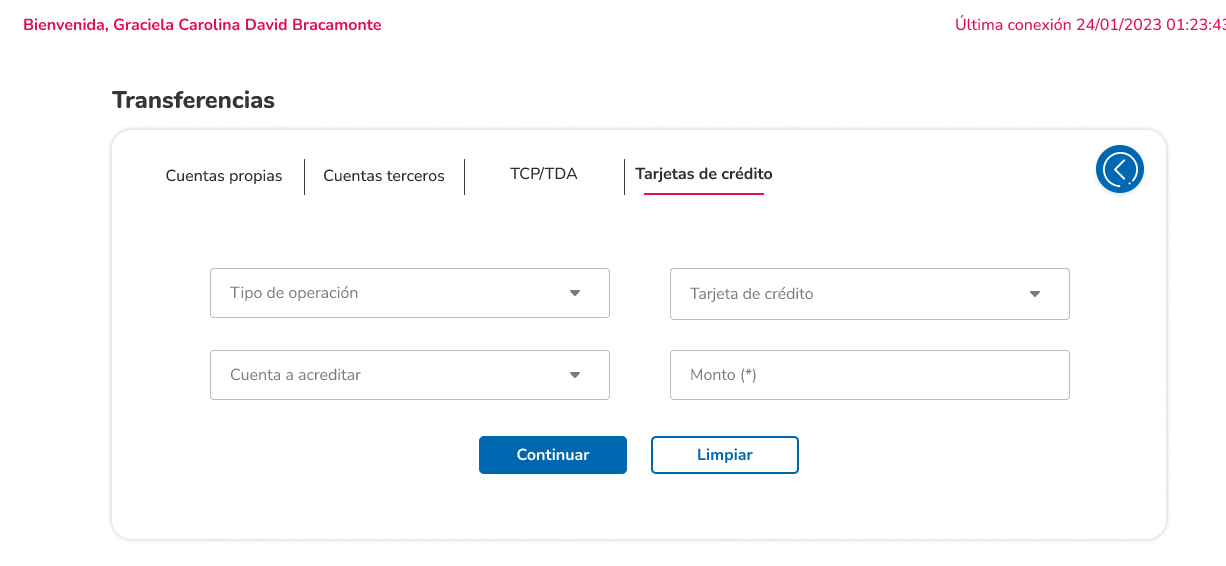 Bienvenida, Graciela Carolina David Bracamonte
Última conexión 24/01/2023 01:23:43
Transferencias
Cuentas propias
Cuentas terceros
TCP/TDA
Tarjetas de crédito
Tipo de operación
Tarjeta de crédito
Cuenta a acreditar
Monto (*)
Continuar
Limpiar